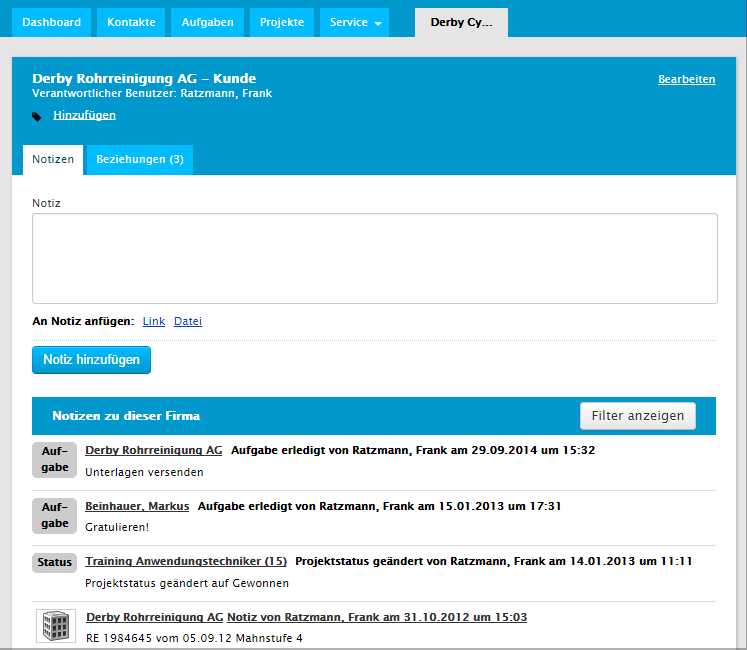 Dashboard Kontakte Aufgaben Projekte Service Derby Cy...
Derby Rohrreinigung AG – Kunde
Bearbeiten
Verantwortlicher Benutzer: Ratzmann, Frank
Hinzufügen
Notizen Beziehungen (3)
Notiz
An Notiz anfügen: Link Datei
Notiz hinzufügen
Notizen zu dieser Firma
Filter anzeigen
Auf-
gabe
Derby Rohrreinigung AG Aufgabe erledigt von Ratzmann, Frank am 29.09.2014 um 15:32
Unterlagen versenden
Auf-
gabe
Beinhauer, Markus Aufgabe erledigt von Ratzmann, Frank am 15.01.2013 um 17:31
Gratulieren!
Status
Training Anwendungstechniker (15) Projektstatus geändert von Ratzmann, Frank am 14.01.2013 um 11:11
Projektstatus geändert auf Gewonnen
Derby Rohrreinigung AG Notiz von Ratzmann, Frank am 31.10.2012 um 15:03
RE 1984645 vom 05.09.12 Mahnstufe 4